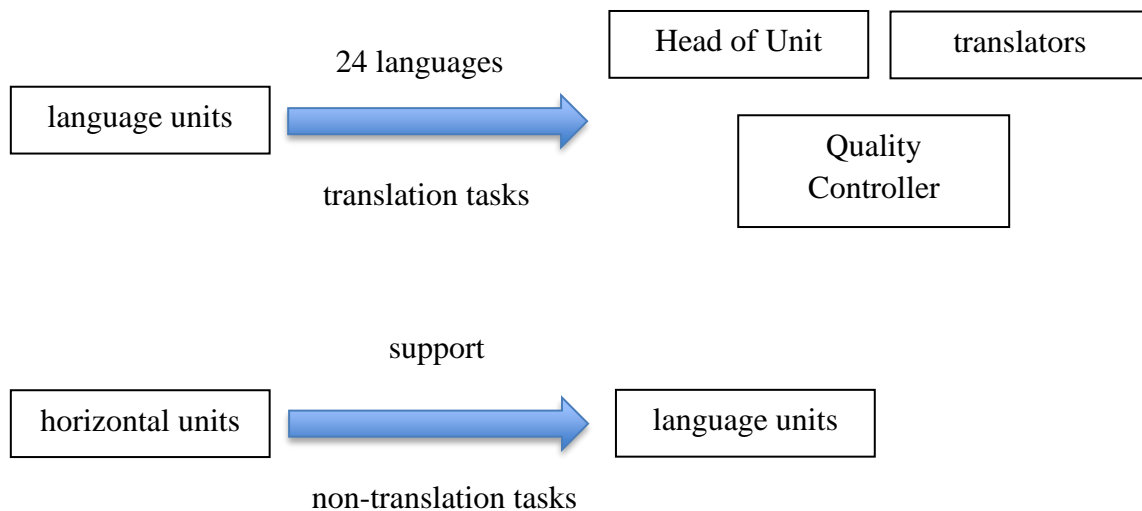 24 languages
Head of Unit
translators
language units
translation tasks
Quality
Controller
support
horizontal units
language units
non-translation tasks